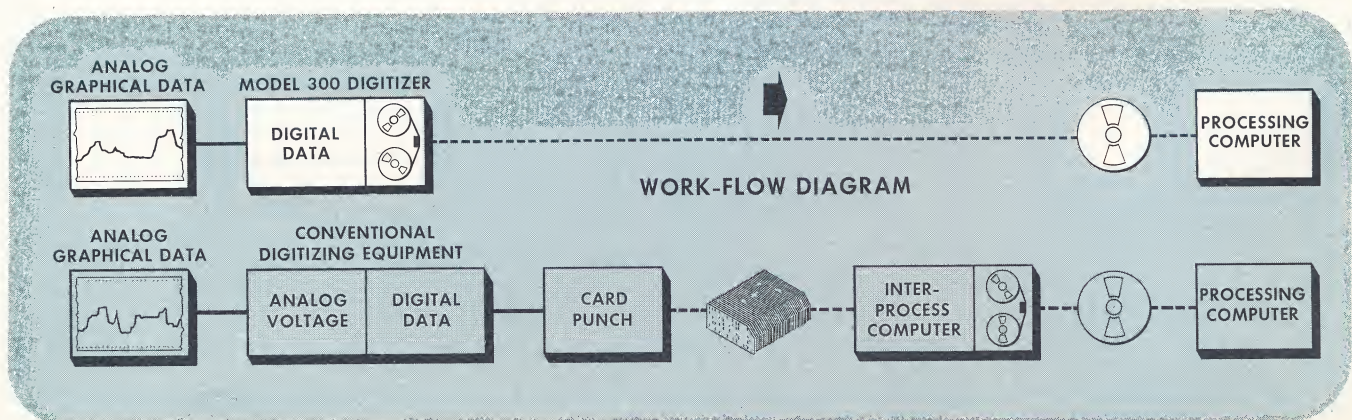 ANALOG
GRAPHICAL DATA
MODEL 300 DIGITIZER
DIGITAL
DATA
PROCESSING
COMPUTER
WORK-FLOW DIAGRAM
ANALOG
GRAPHICAL DATA
CONVENTIONAL
DIGITIZING EQUIPMENT
ANALOG
VOLTAGE
DIGITAL
DATA
CARD
PUNCH
INTER-
PROCESS
COMPUTER
PROCESSING
COMPUTER